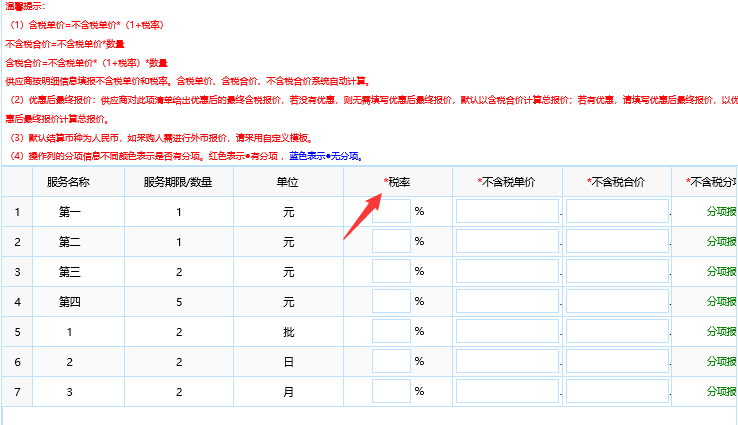 温馨提示：
（1）含税单价=不含税单价*（1+税率）
不含税合价=不含税单价*数量
含税合价=不含税单价*（1+税率）*数量
供应商按明细信息填报不含税单价和税率。含税单价、含税合价、不含税合价系统自动计算。
（2）优惠后最终报价：供应商对此项清单给出优惠后的最终含税报价，若没有优惠，则无需填写优惠后最终报价，默认以含税合价计算总报价；若有优惠，请填写优惠后最终报价，以优
惠后最终报价计算总报价。
（3）默认结算币种为人民币，如采购人需进行外币报价，请采用自定义模板。
（4）操作列的分项信息不同颜色表示是否有分项。红色表示●有分项 ，蓝色表示●无分项。
服务名称 服务期限/数量 单位 *税率 *不含税单价 *不含税合价 *不含税分项
1 第一 1 元 % . . 分项报
2 第二 1 元 % . . 分项报
3 第三 2 元 % . . 分项报
4 第四 5 元 % . . 分项报
5 1 2 批 % . . 分项报
6 2 2 日 % . . 分项报
7 3 2 月 % . . 分项报